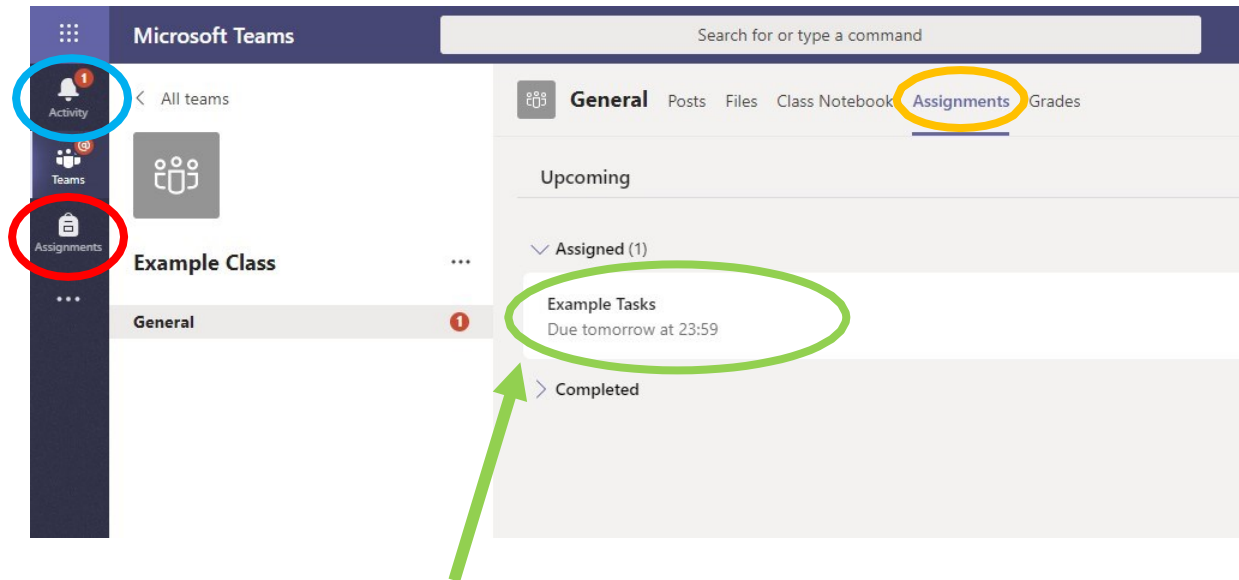 Microsoft Teams
Search for or type a command
1
Activity
@
Teams
Assignments
< All teams
Example Class
...
General
1
General Posts Files Class Notebook Assignments Grades
Upcoming
Assigned (1)
Example Tasks
Due tomorrow at 23:59
Completed